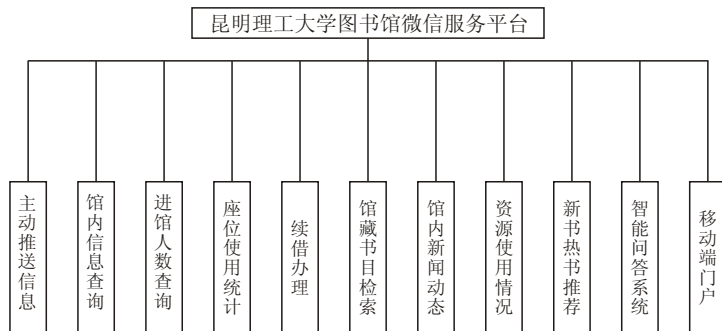 昆明理工大学图书馆微信服务平台
主动推送信息
馆内信息查询
进馆人数查询
座位使用统计
续借办理
馆藏书目检索
馆内新闻动态
资源使用情况
新书热书推荐
智能问答系统
移动端门户